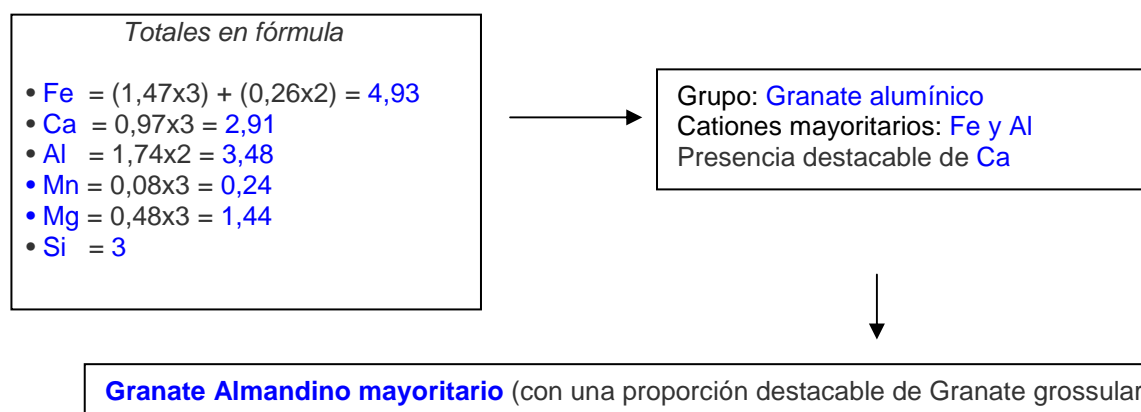 Totales en fórmula
• Fe = (1,47x3) + (0,26x2) = 4,93
• Ca = 0,97x3 = 2,91
• Al = 1,74x2 = 3,48
• Mn = 0,08x3 = 0,24
• Mg = 0,48x3 = 1,44
• Si = 3
Grupo: Granate alumínico
Cationes mayoritarios: Fe y Al
Presencia destacable de Ca
Granate Almandino mayoritario (con una proporción destacable de Granate grossular